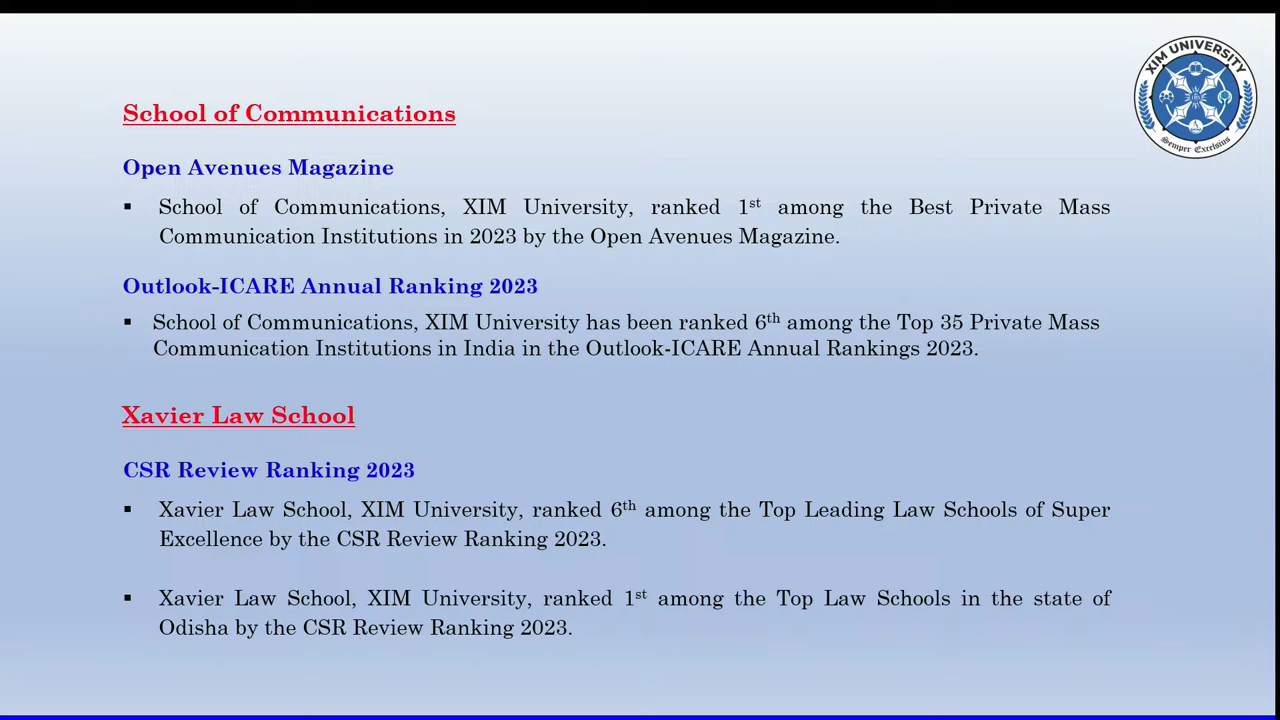 XIM UNIVERSITY
Semper Excelsius
School of Communications
Open Avenues Magazine
▪ School of Communications, XIM University, ranked 1st among the Best Private Mass
Communication Institutions in 2023 by the Open Avenues Magazine.
Outlook-ICARE Annual Ranking 2023
▪ School of Communications, XIM University has been ranked 6th among the Top 35 Private Mass
Communication Institutions in India in the Outlook-ICARE Annual Rankings 2023.
Xavier Law School
CSR Review Ranking 2023
▪ Xavier Law School, XIM University, ranked 6th among the Top Leading Law Schools of Super
Excellence by the CSR Review Ranking 2023.
▪ Xavier Law School, XIM University, ranked 1st among the Top Law Schools in the state of
Odisha by the CSR Review Ranking 2023.